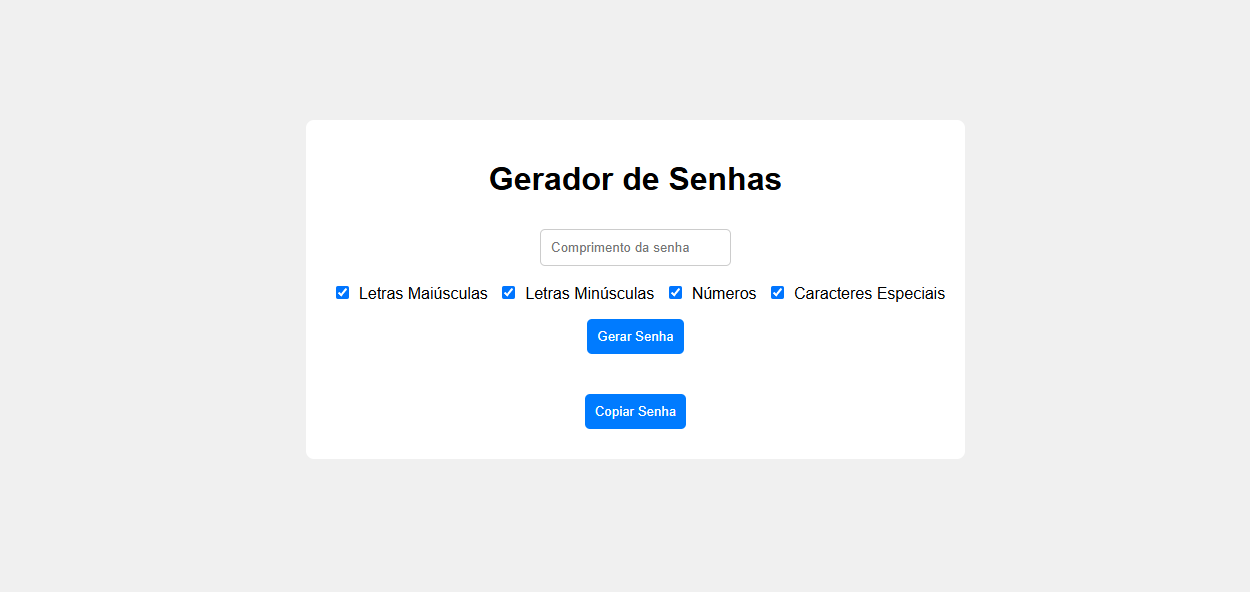 Gerador de Senhas
Comprimento da senha
Letras Maiúsculas Letras Minúsculas Números Caracteres Especiais
Gerar Senha
Copiar Senha